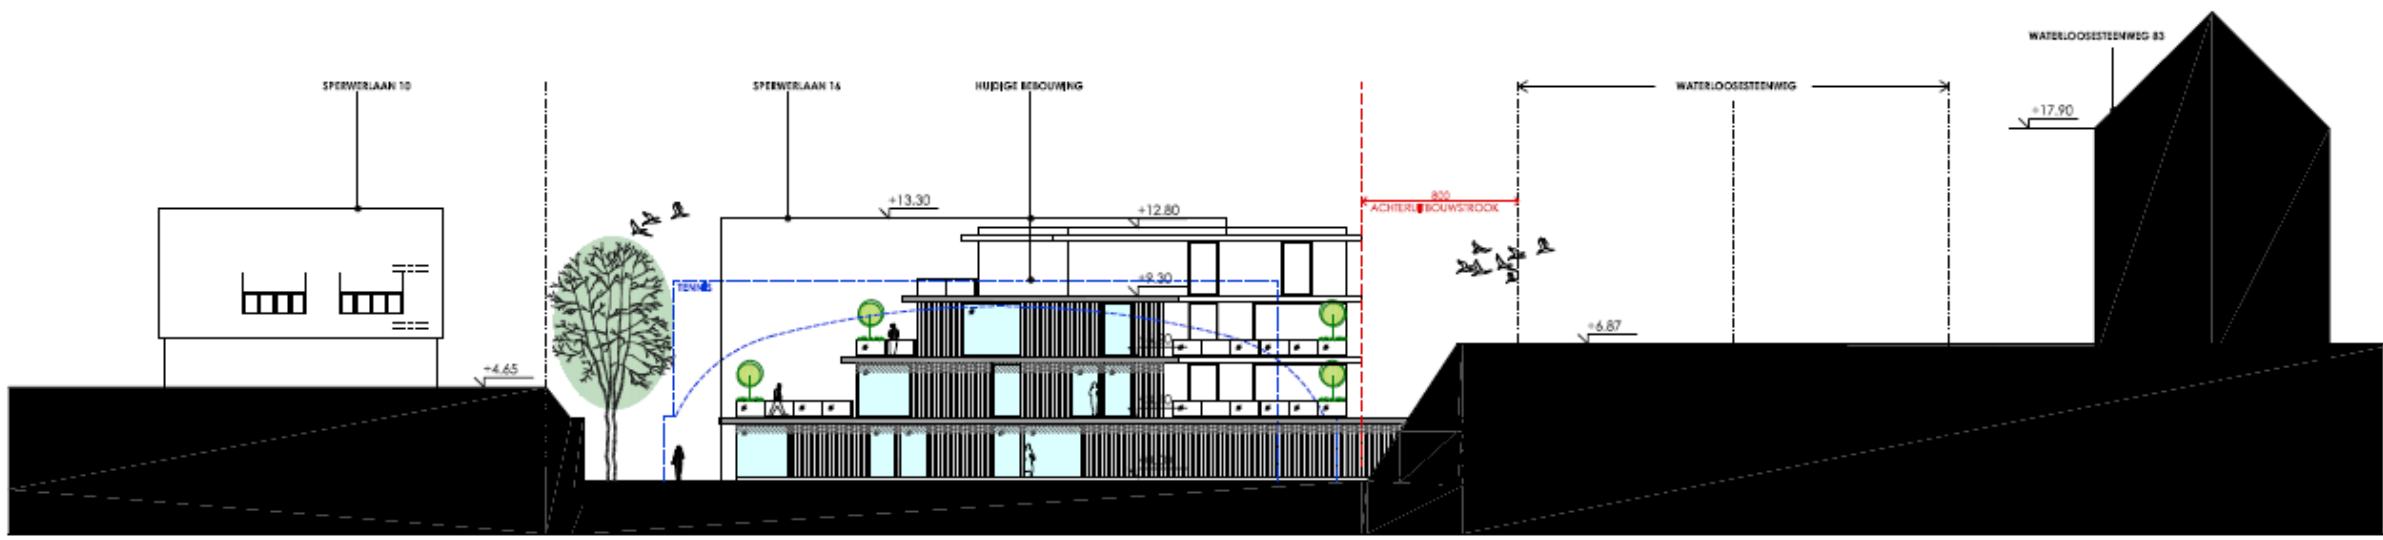 WATERLOOSESTEENWEG 83
SPERWERLAAN 10
SPERWERLAAN 16
HUIDIGE BEBOUWING
WATERLOOSESTEENWEG
+17.90
800
ACHTERUITBOUWSTROOK
+13.30
+12.80
+9.30
TENNIS
+6.87
+4.65